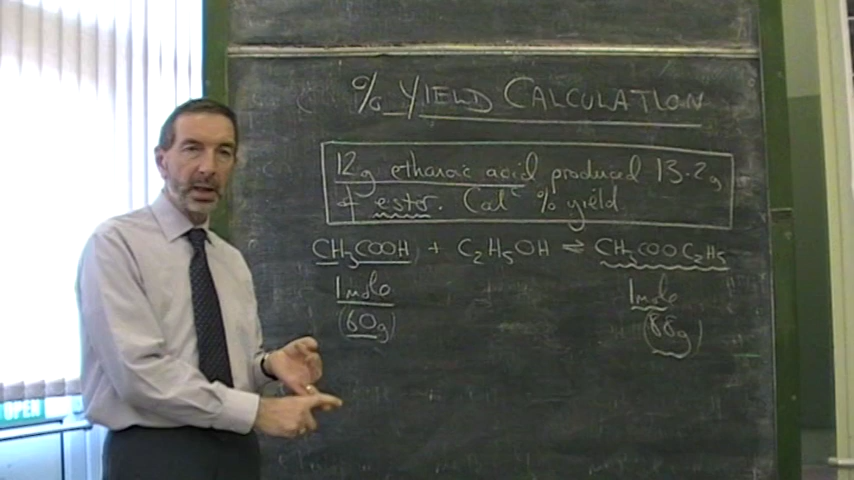 % YIELD CALCULATION
12g ethanoic acid produced 13.2g
of ester. Calc % yield
CH3COOH + C2H5OH ⇌ CH3COOC2H5
1mole 1mole
(60g) (88g)
OPEN